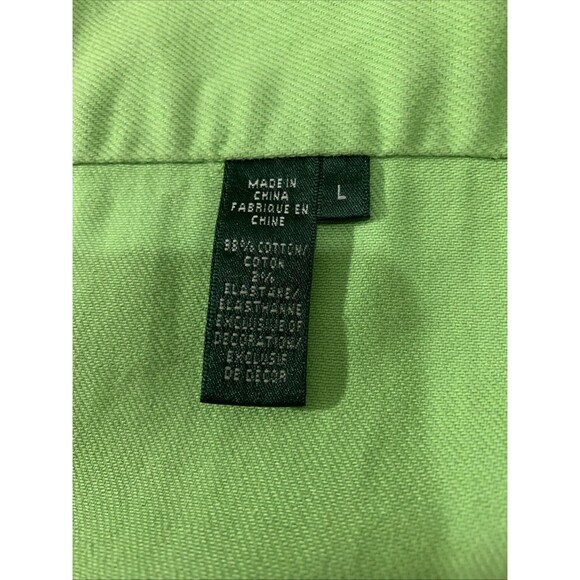 MADE IN
CHINA
FABRIQUE EN
CHINE
L
98% COTTON/
COTON
2%
ELASTANE/
ELASTHANNE
EXCLUSIVE OF
DECORATION/
EXCLUSIF
DE DÉCOR